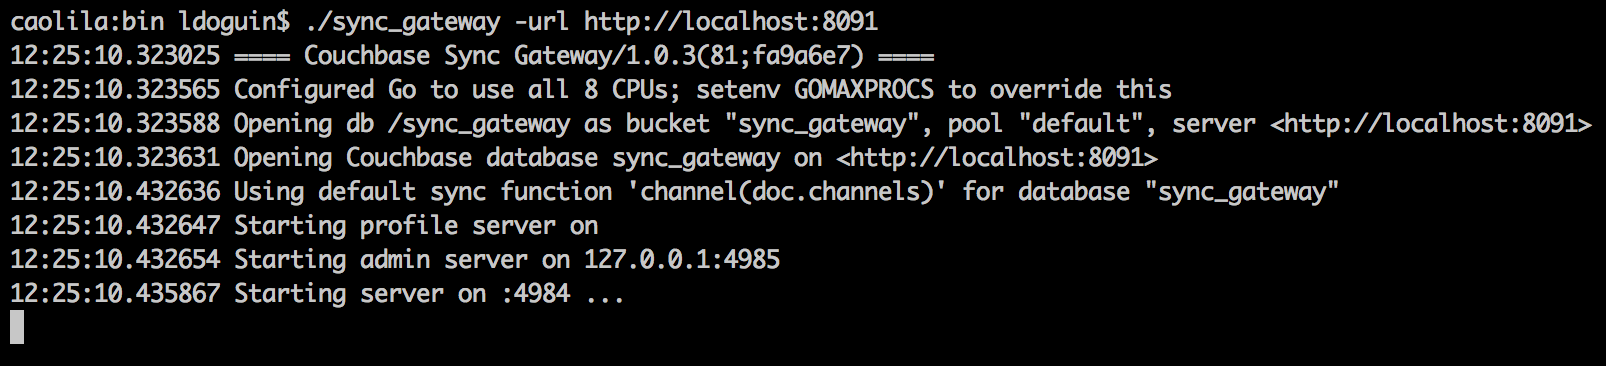 caolila:bin ldoguin$ ./sync_gateway -url http://localhost:8091
12:25:10.323025 ==== Couchbase Sync Gateway/1.0.3(81;fa9a6e7) ====
12:25:10.323565 Configured Go to use all 8 CPUs; setenv GOMAXPROCS to override this
12:25:10.323588 Opening db /sync_gateway as bucket "sync_gateway", pool "default", server <http://localhost:8091>
12:25:10.323631 Opening Couchbase database sync_gateway on <http://localhost:8091>
12:25:10.432636 Using default sync function 'channel(doc.channels)' for database "sync_gateway"
12:25:10.432647 Starting profile server on
12:25:10.432654 Starting admin server on 127.0.0.1:4985
12:25:10.435867 Starting server on :4984 ...